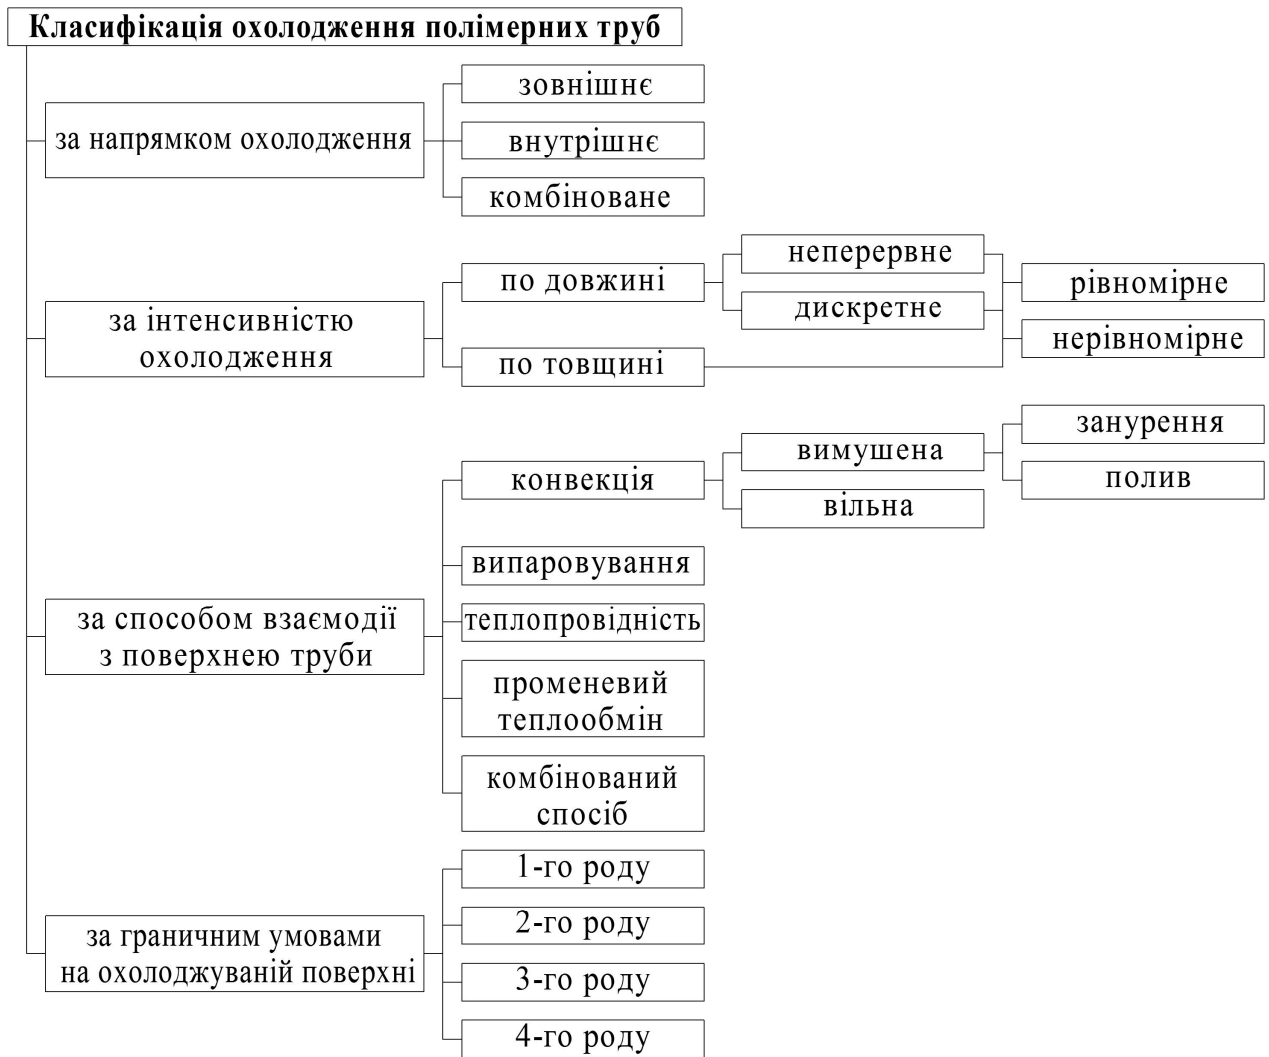 Класифікація охолодження полімерних труб
за напрямком охолодження
зовнішнє
внутрішнє
комбіноване
за інтенсивністю
охолодження
по довжині
неперервне
дискретне
по товщині
рівномірне
нерівномірне
за способом взаємодії
з поверхнею труби
конвекція
вимушена
занурення
полив
вільна
випаровування
теплопровідність
променевий
теплообмін
комбінований
спосіб
за граничним умовами
на охолоджуваній поверхні
1-го роду
2-го роду
3-го роду
4-го роду